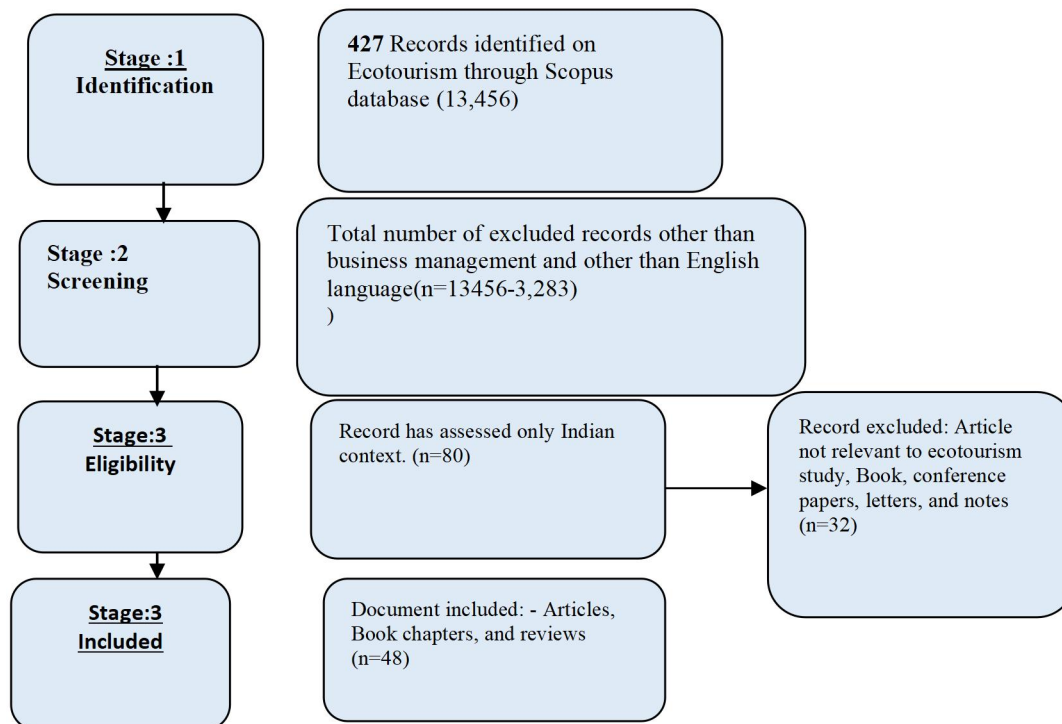 Stage :1
Identification
427 Records identified on
Ecotourism through Scopus
database (13,456)
Stage :2
Screening
Total number of excluded records other than
business management and other than English
language(n=13456-3,283)
)
Stage:3
Eligibility
Record has assessed only Indian
context. (n=80)
Record excluded: Article
not relevant to ecotourism
study, Book, conference
papers, letters, and notes
(n=32)
Stage:3
Included
Document included: - Articles,
Book chapters, and reviews
(n=48)